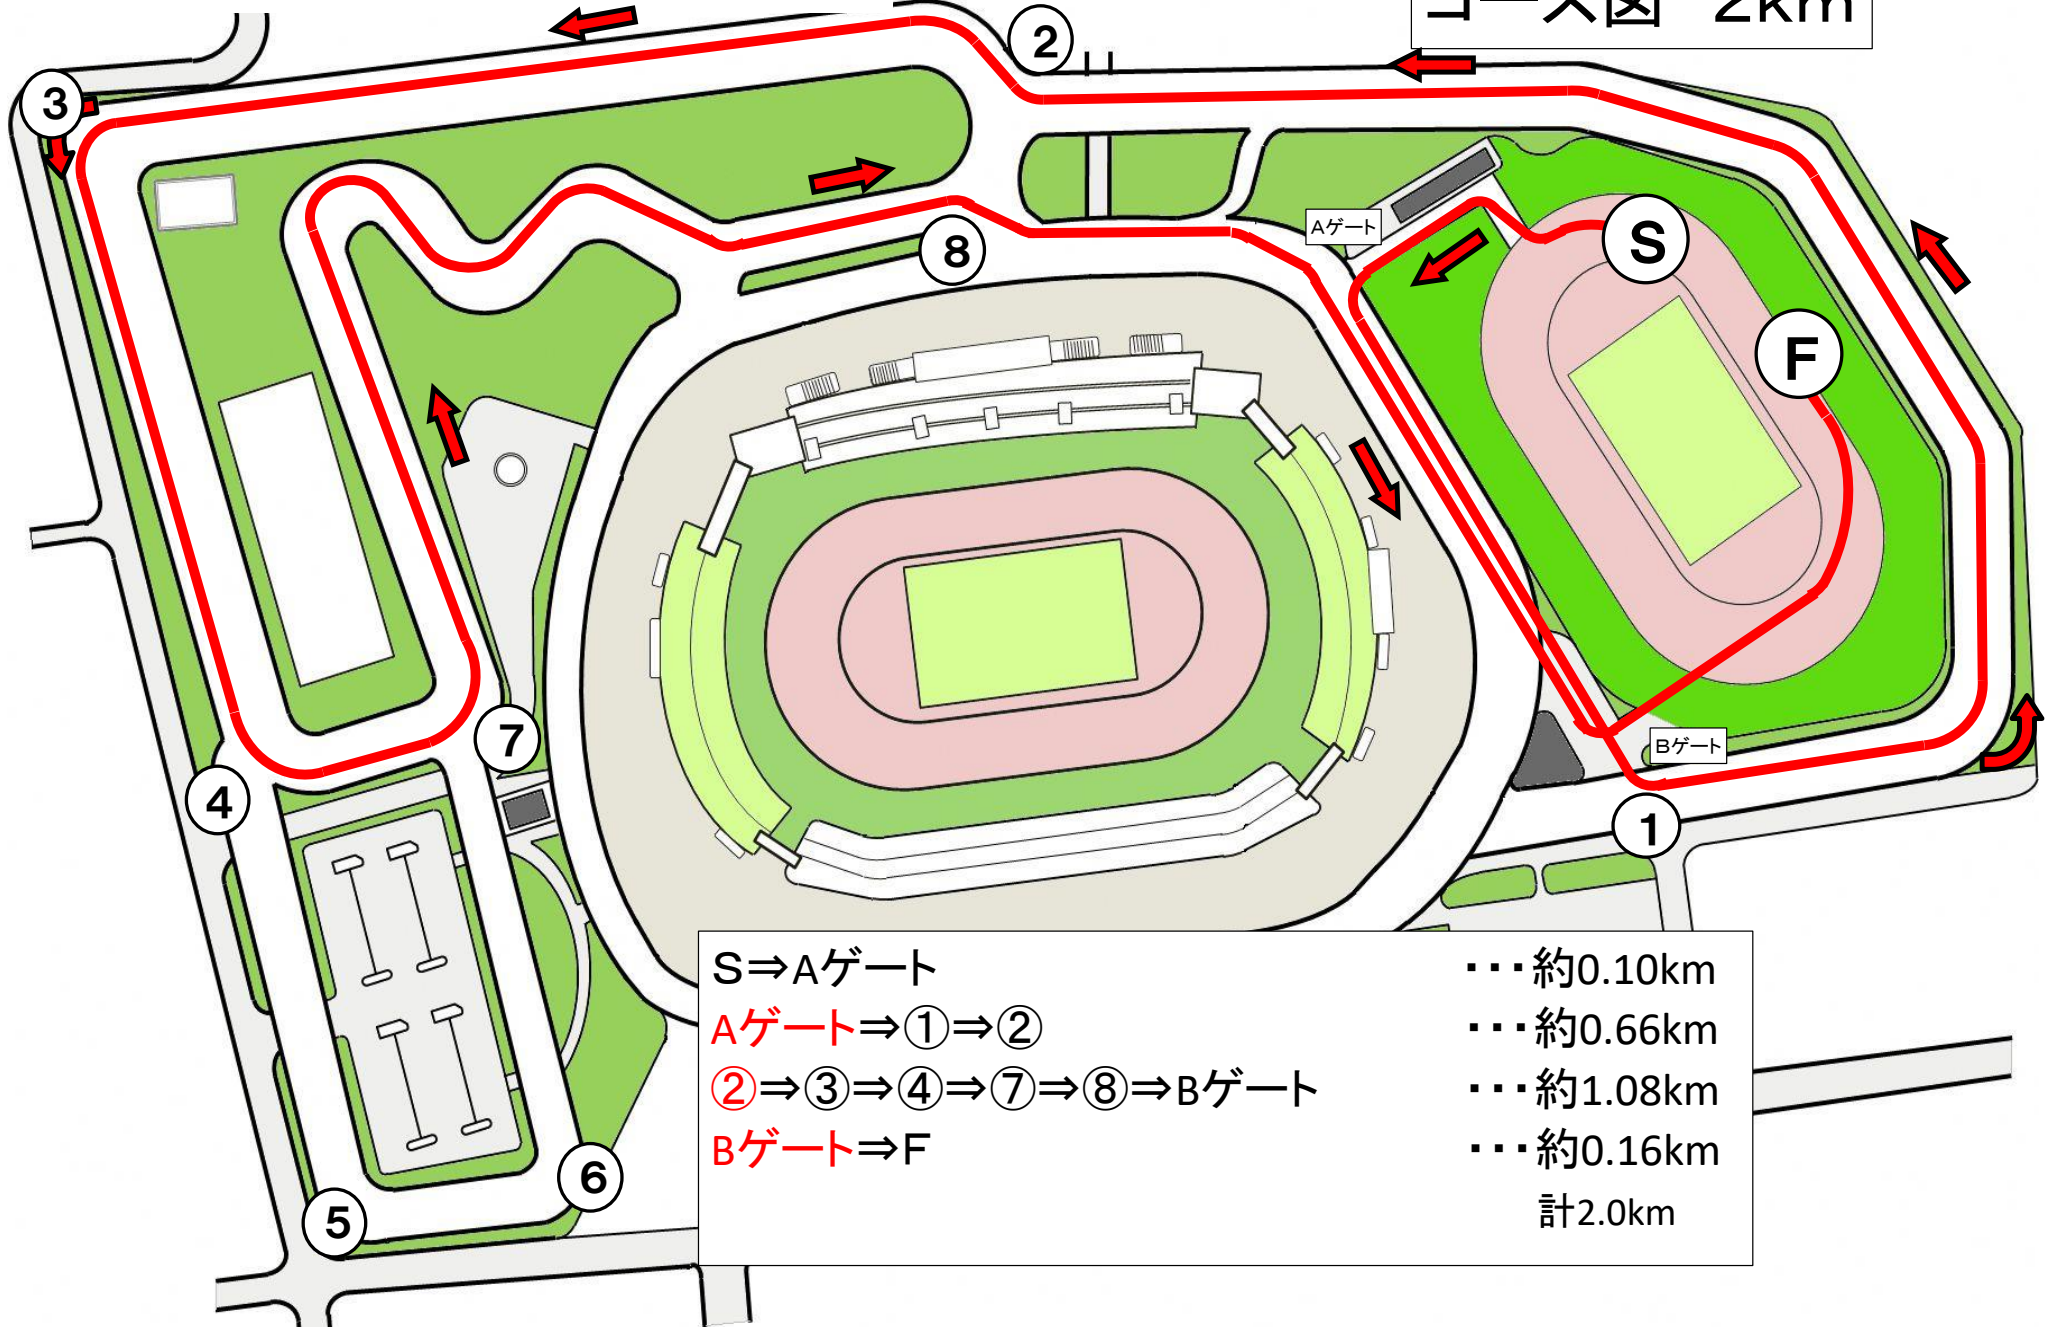 コース図 2km
②
③
S
Aゲート
⑧
F
⑦
Bゲート
④
①
S⇒Aゲート ・・・約0.10km
Aゲート⇒①⇒② ・・・約0.66km
②⇒③⇒④⇒⑦⇒⑧⇒Bゲート ・・・約1.08km
Bゲート⇒F ・・・約0.16km
計2.0km
⑥
⑤